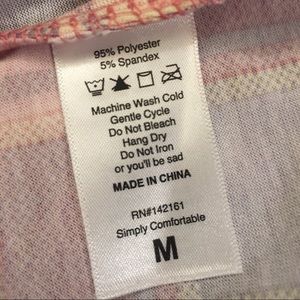 95% Polyester
5% Spandex
Machine Wash Cold
Gentle Cycle
Do Not Bleach
Hang Dry
Do Not Iron
or you'll be sad
MADE IN CHINA
RN#142161
Simply Comfortable
M